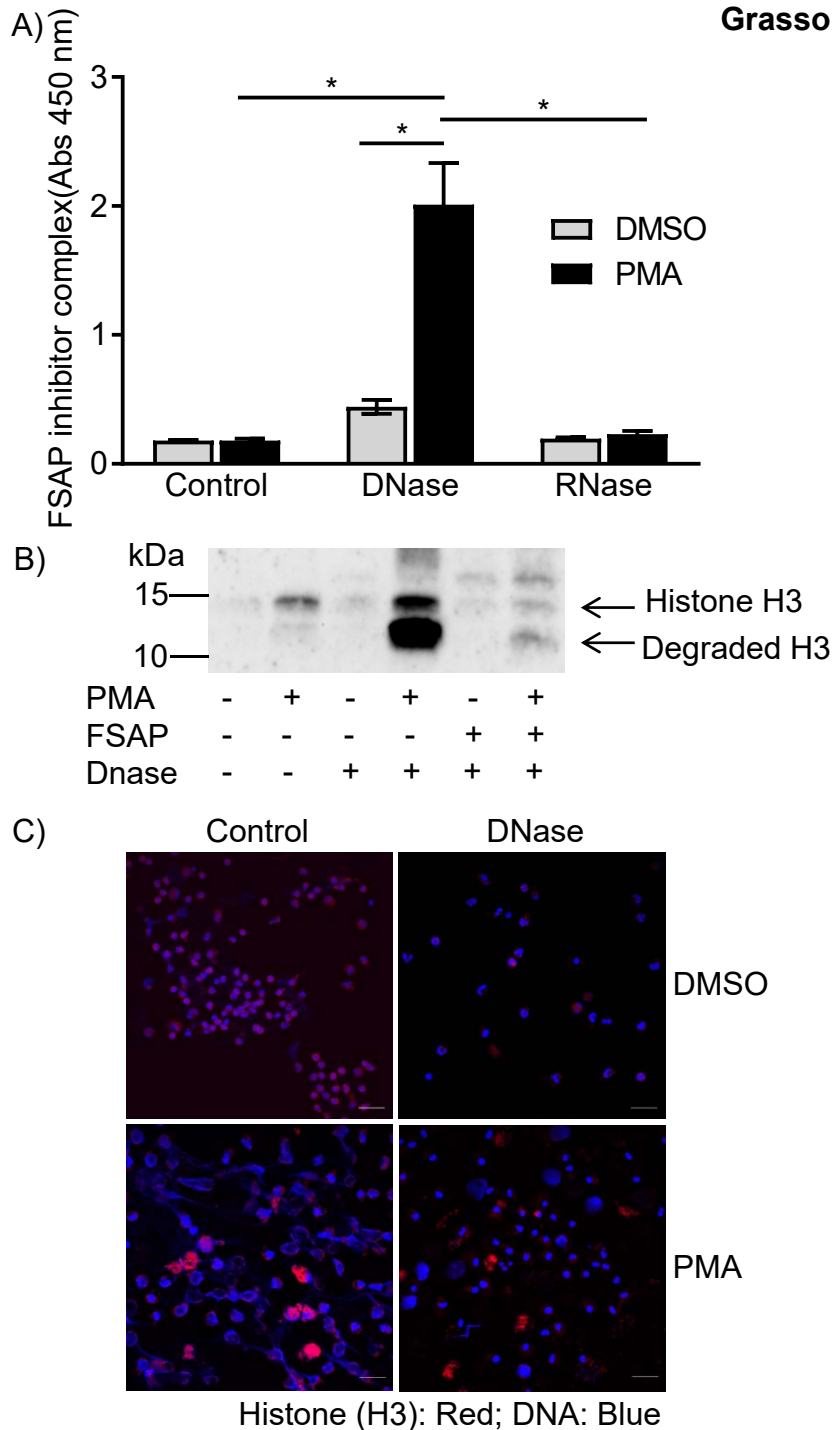 A)
Grasso
FSAP inhibitor complex(Abs 450 nm)
3
2
1
0
*
*
*
DMSO
PMA
Control DNase RNase
B)
kDa
15
10
Histone H3
Degraded H3
PMA - + - + - +
FSAP - - - - + +
Dnase - - + + + +
C)
Control DNase
DMSO
PMA
Histone (H3): Red; DNA: Blue